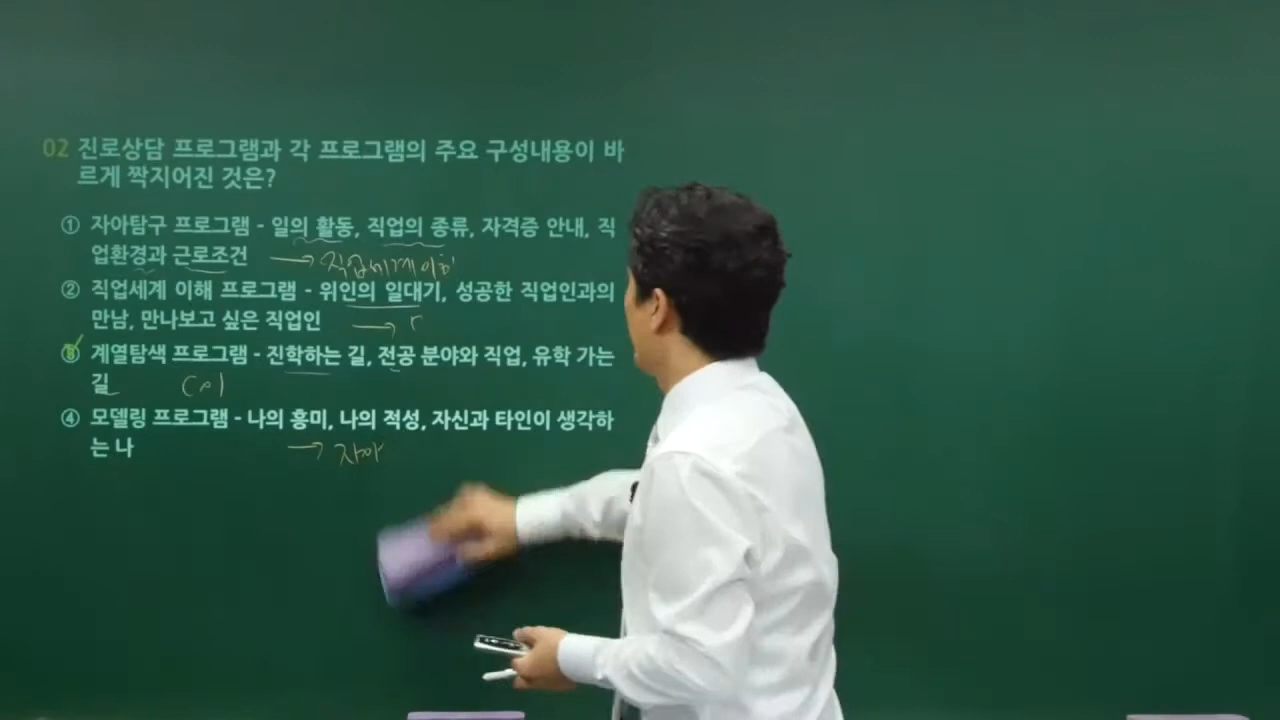 02 진로상담 프로그램과 각 프로그램의 주요 구성내용이 바
르게 짝지어진 것은?
① 자아탐구 프로그램 - 일의 활동, 직업의 종류, 자격증 안내, 직
업환경과 근로조건 → 직업세계이해
② 직업세계 이해 프로그램 - 위인의 일대기, 성공한 직업인과의
만남, 만나보고 싶은 직업인 →
③ 계열탐색 프로그램 - 진학하는 길, 전공 분야와 직업, 유학 가는
길
④ 모델링 프로그램 - 나의 흥미, 나의 적성, 자신과 타인이 생각하
는 나 → 자아